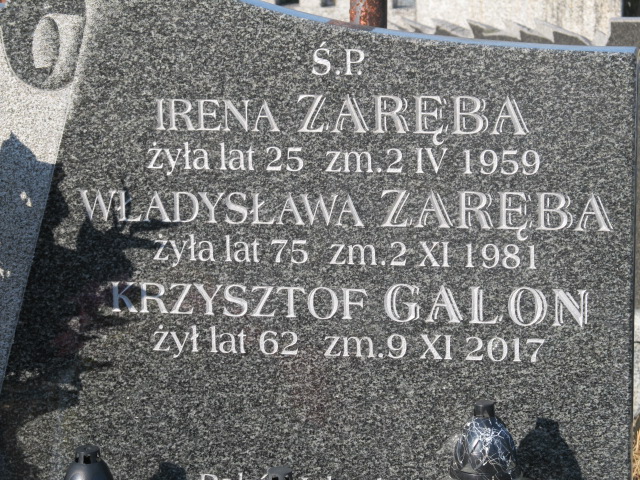 Ś.P.
IRENA ZARĘBA
żyła lat 25 zm.2 IV 1959
WŁADYSŁAWA ZARĘBA
żyła lat 75 zm.2 XI 1981
KRZYSZTOF GALON
żył lat 62 zm.9 XI 2017